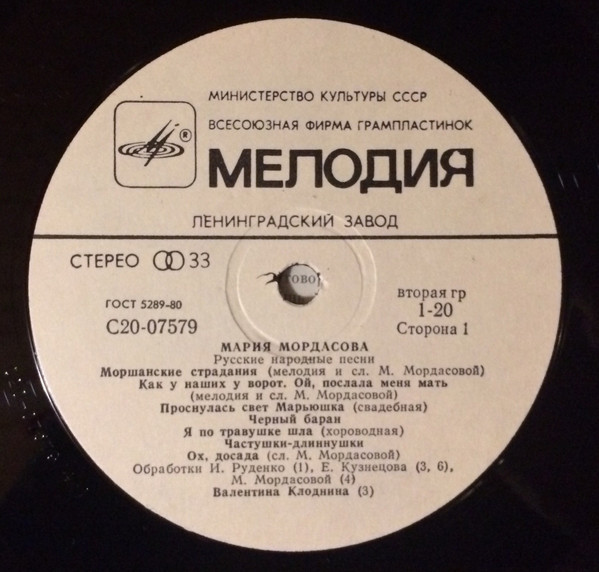 МИНИСТЕРСТВО КУЛЬТУРЫ СССР
®
ВСЕСОЮЗНАЯ ФИРМА ГРАМПЛАСТИНОК
МЕЛОДИЯ
ЛЕНИНГРАДСКИЙ ЗАВОД
СТЕРЕО 33
ГОСТ 5289-80
С20-07579
вторая гр
1-20
Сторона 1
МАРИЯ МОРДАСОВА
Русские народные песни
Моршанские страдания (мелодия и сл. М. Мордасовой)
Как у наших у ворот. Ой, послала меня мать
(мелодия и сл. М. Мордасовой)
Проснулась свет Марьюшка (свадебная)
Черный баран
Я по травушке шла (хороводная)
Частушки-длиннушки
Ох, досада (сл. М. Мордасовой)
Обработки И. Руденко (1), Е. Кузнецова (3, 6),
М. Мордасовой (4)
Валентина Клоднина (3)